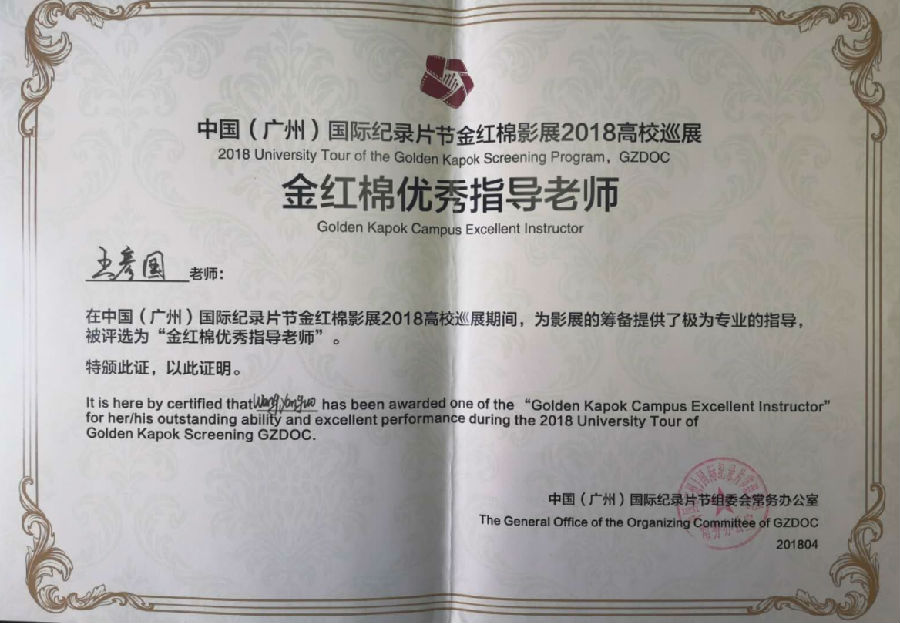 中国（广州）国际纪录片节金红棉影展2018高校巡展
2018 University Tour of the Golden Kapok Screening Program, GZDOC
金红棉优秀指导老师
Golden Kapok Campus Excellent Instructor
王彦国 老师：
在中国（广州）国际纪录片节金红棉影展2018高校巡展期间，为影展的筹备提供了极为专业的指导，
被评选为“金红棉优秀指导老师”。
特颁此证，以此证明。
It is here by certified that Wang Yanguo has been awarded one of the “Golden Kapok Campus Excellent Instructor”
for her/his outstanding ability and excellent performance during the 2018 University Tour of
Golden Kapok Screening GZDOC.
中国（广州）国际纪录片节组委会常务办公室
The General Office of the Organizing Committee of GZDOC
201804